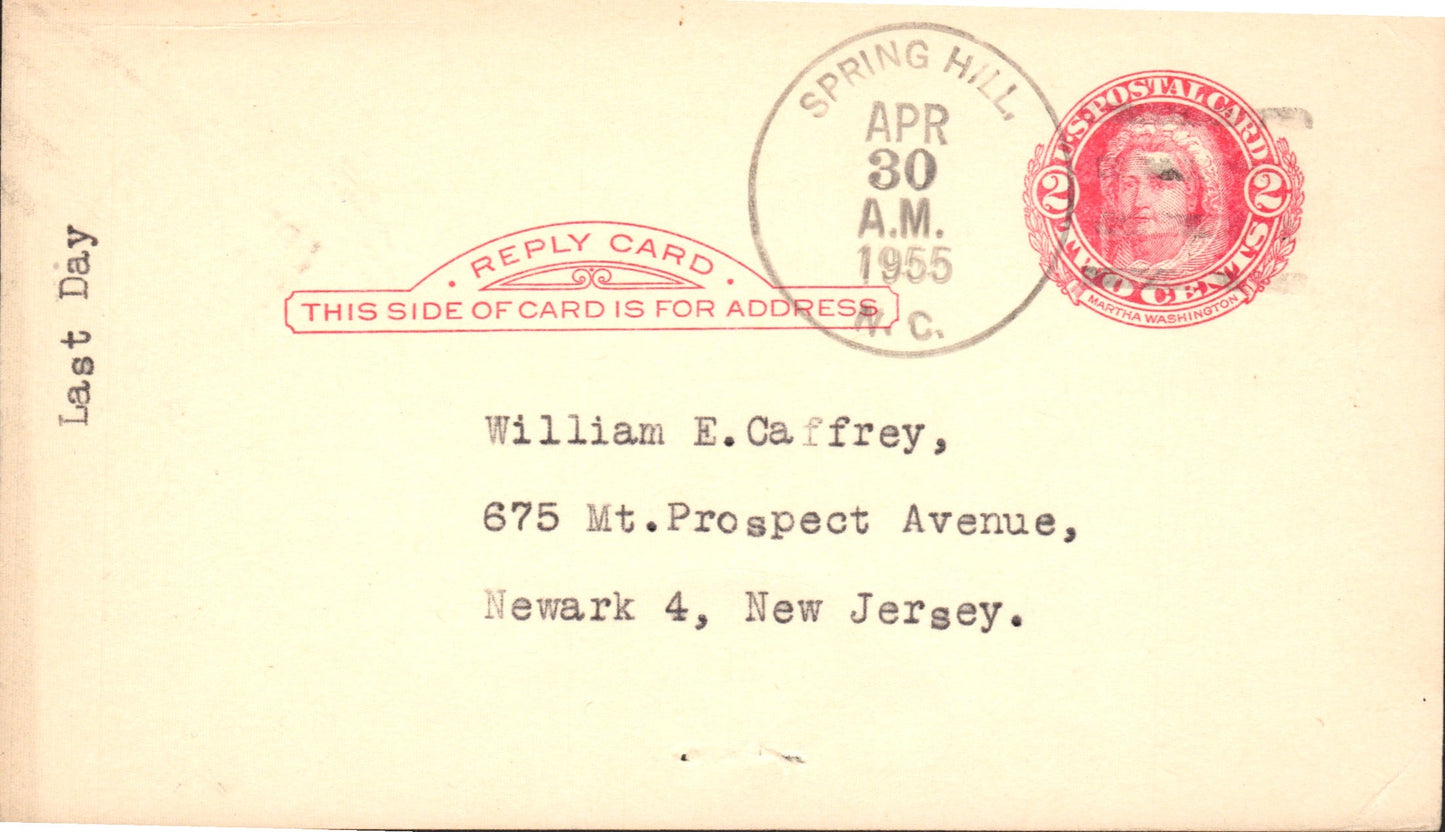 SPRING HILL,
APR
30
A.M.
1955
N. C.
U.S. POSTAL CARD
2 2
TWO CENTS
MARTHA WASHINGTON
· REPLY CARD ·
THIS SIDE OF CARD IS FOR ADDRESS
Last Day
William E.Caffrey,
675 Mt.Prospect Avenue,
Newark 4, New Jersey.